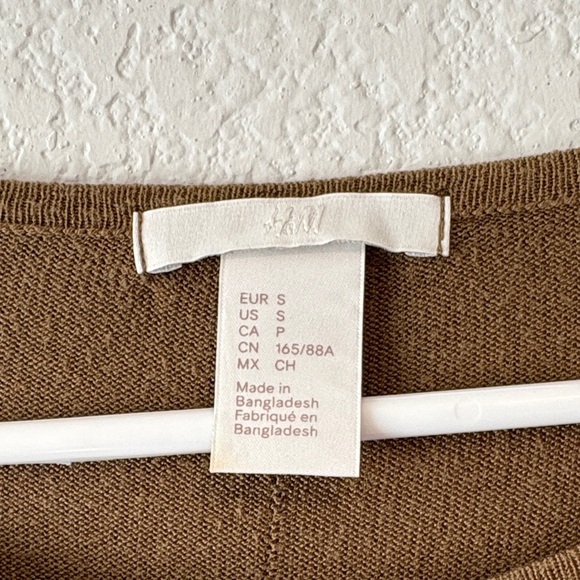 H&M
EUR S
US S
CA P
CN 165/88A
MX CH
Made in
Bangladesh
Fabriqué en
Bangladesh